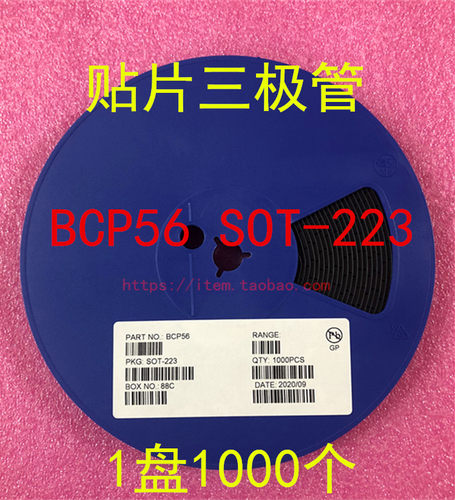 贴片三极管
BCP56 SOT-223
https://item.taobao.com
PART NO.: BCP56
RANGE:
PKG: SOT-223
QTY: 1000PCS
BOX NO.: 88C
DATE: 2020/09
Pb
GP
1盘1000个